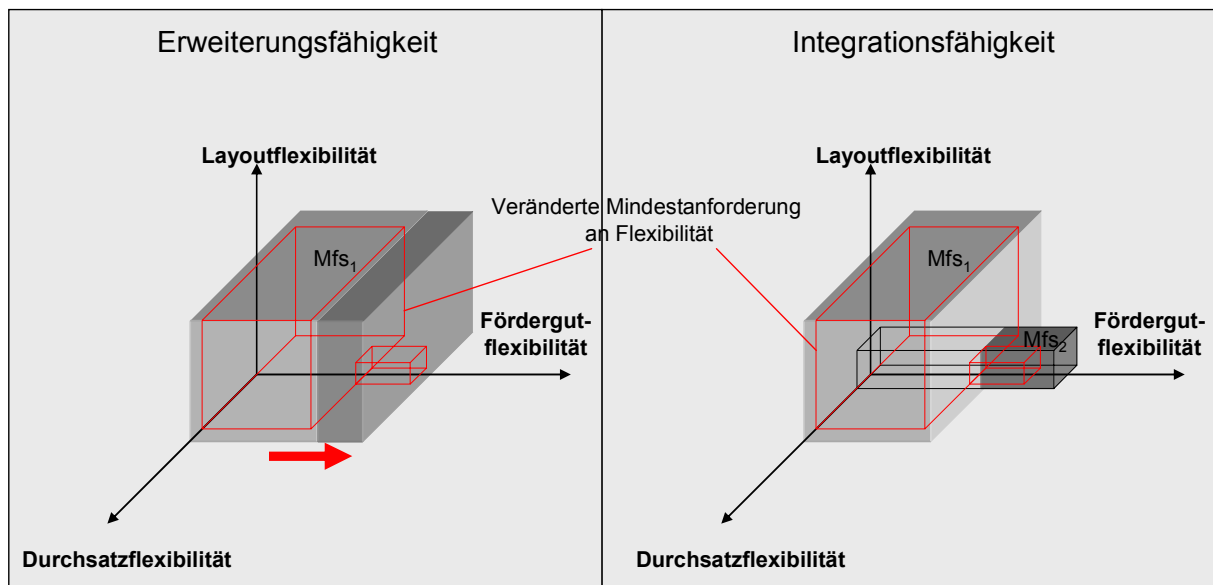 Erweiterungsfähigkeit
Integrationsfähigkeit
Layoutflexibilität
Layoutflexibilität
Veränderte Mindestanforderung
an Flexibilität
Mfs₁
Mfs₁
Fördergut-
flexibilität
Mfs₂
Fördergut-
flexibilität
Durchsatzflexibilität
Durchsatzflexibilität